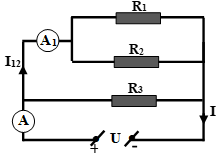 R₁
A₁
R₂
I₁₂
R₃
A
I
U
+ -